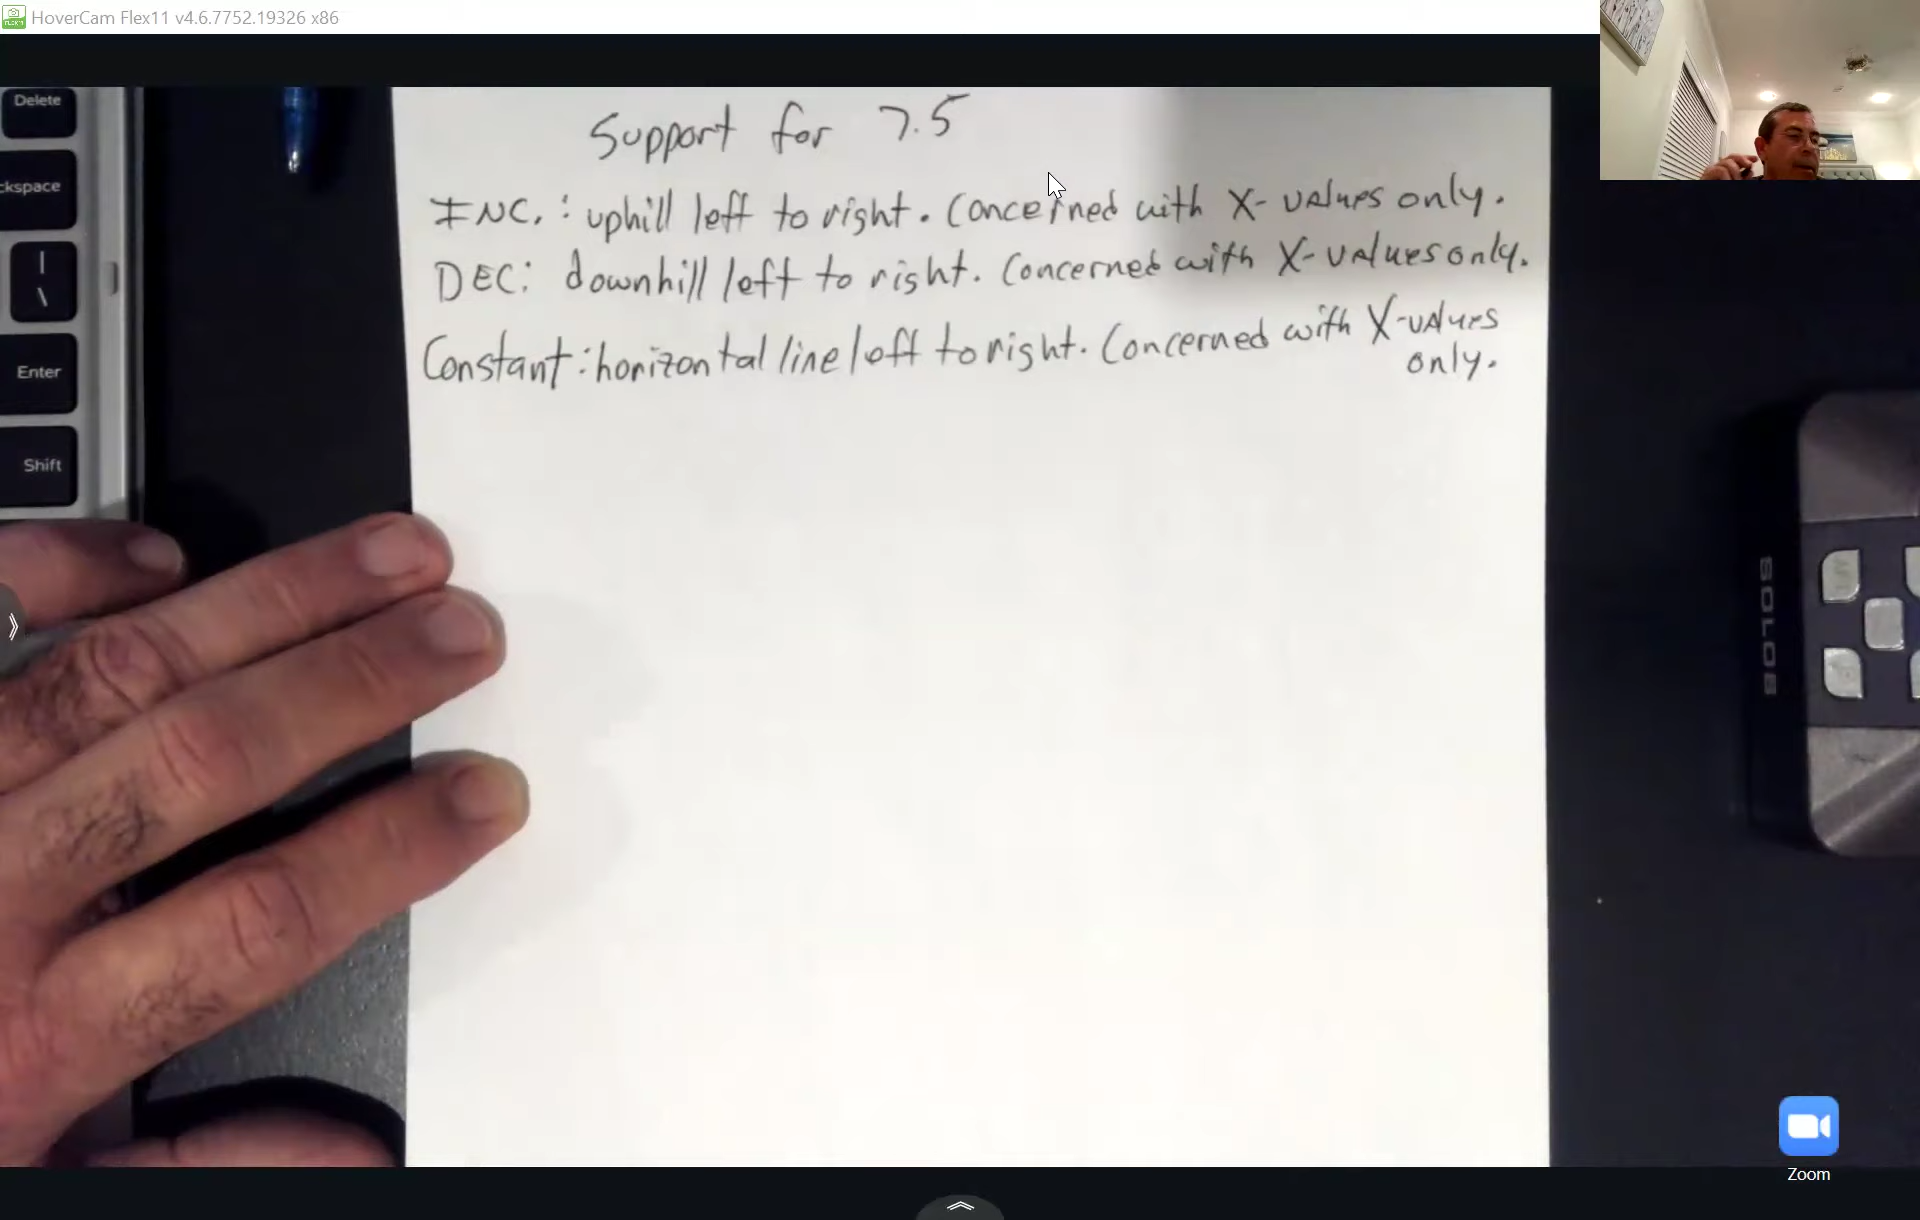 HoverCam Flex11 v4.6.7752.19326 x86
Delete
ckspace
|
\
Enter
Shift
Support for 7.5
INC. : uphill left to right. Concerned with X-values only.
DEC: downhill left to right. Concerned with X-values only.
Constant: horizontal line left to right. Concerned with X-values
only.
SOLO8
Zoom